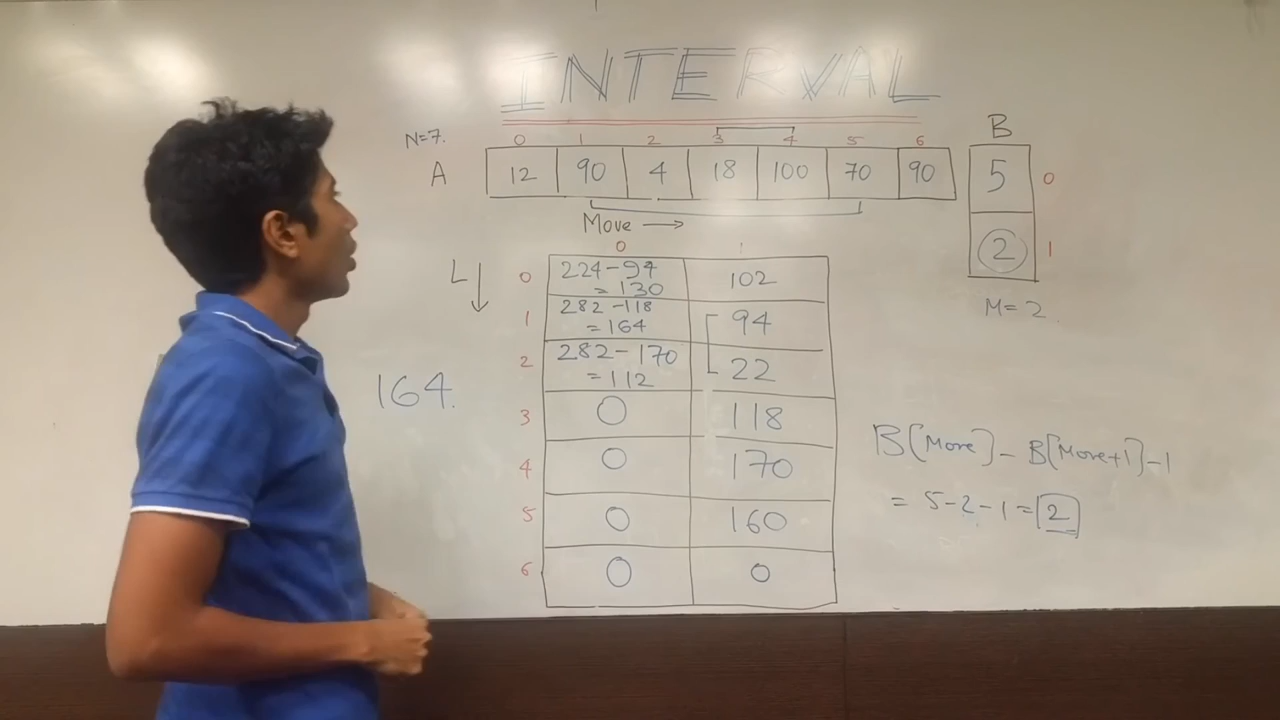 INTERVAL
N=7. 0 1 2 3 4 5 6 B
A 12 90 4 18 100 70 90 5 0
Move → 2 1
0 1
L↓ 0 224-94 =130 102 M=2
1 282-118 =164 94
2 282-170 =112 22
164.
3 0 118
4 0 170
5 0 160
6 0 0
B[Move]-B[Move+1]-1
= 5-2-1=2